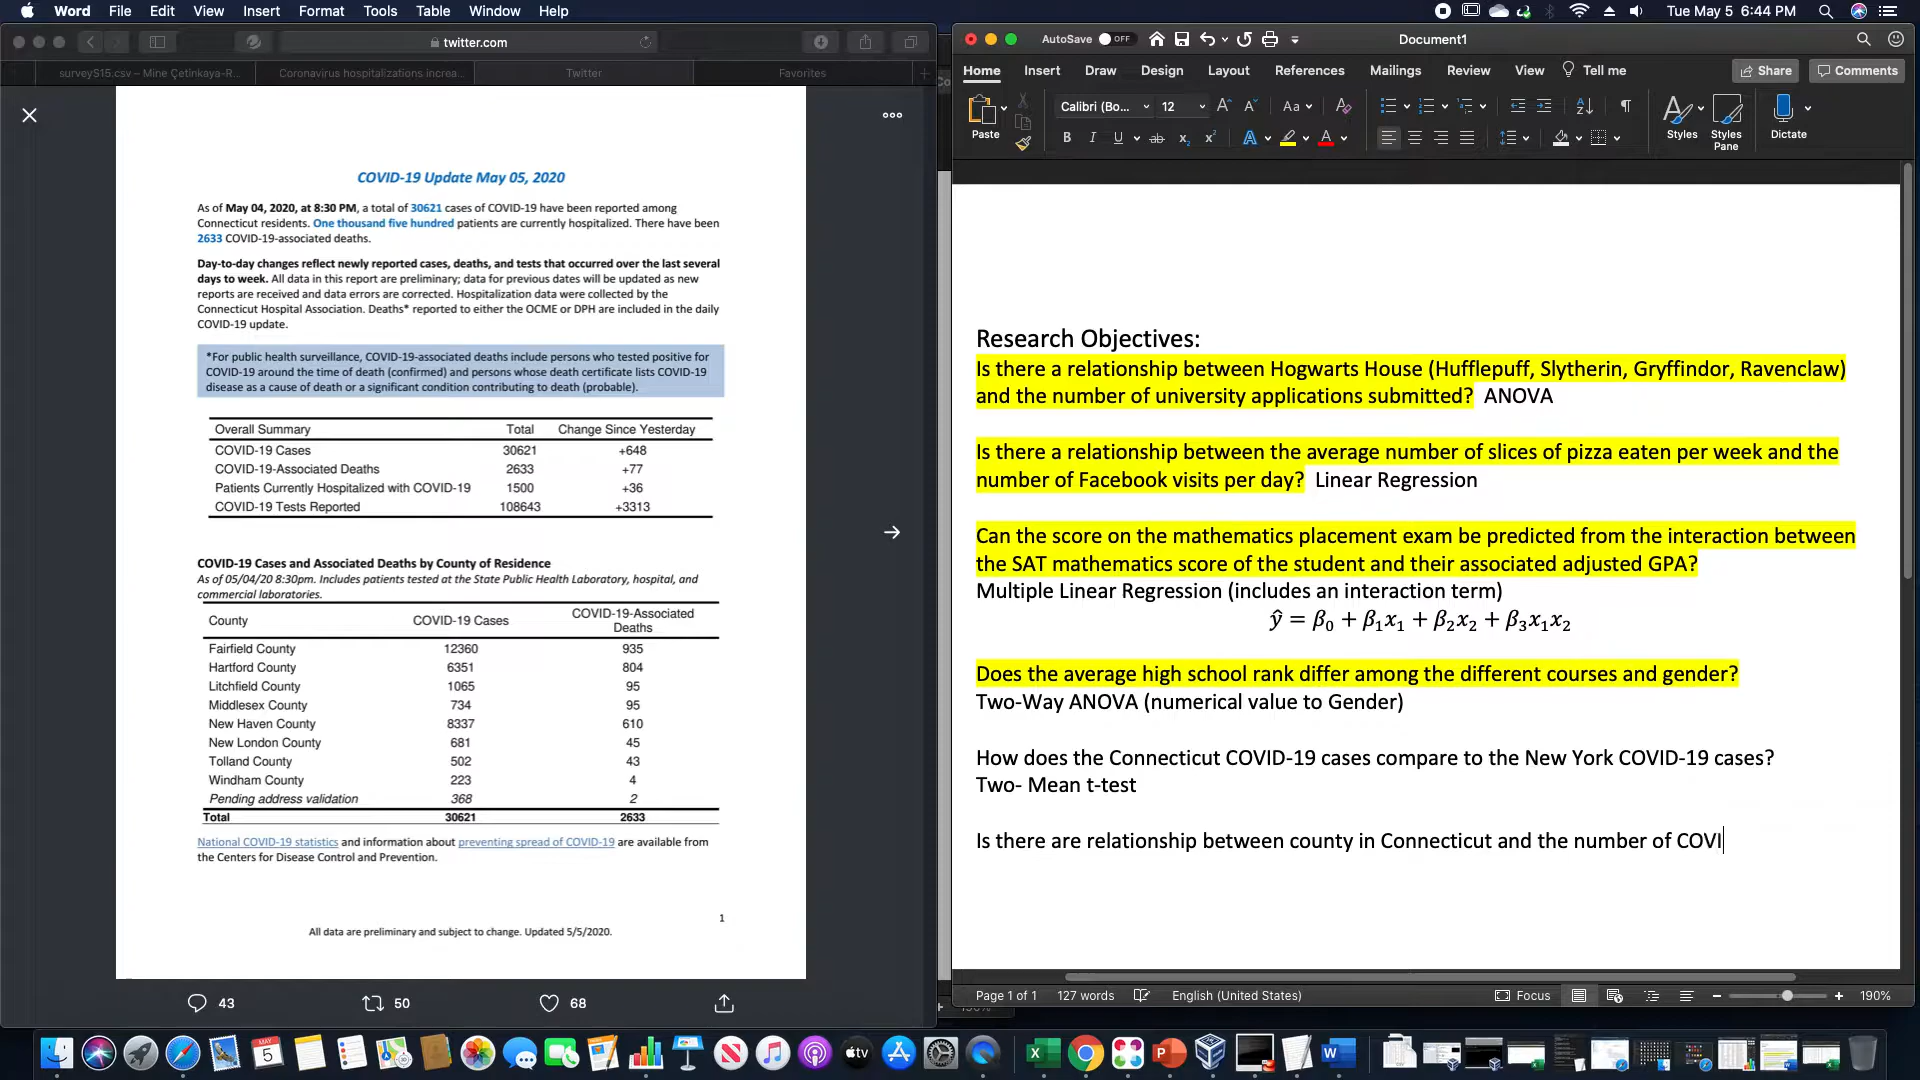 Word File Edit View Insert Format Tools Table Window Help
Tue May 5 6:44 PM
twitter.com
surveyS15.csv – Mine Çetinkaya-R...
Coronavirus hospitalizations increa...
Twitter
Favorites
COVID-19 Update May 05, 2020
As of May 04, 2020, at 8:30 PM, a total of 30621 cases of COVID-19 have been reported among
Connecticut residents. One thousand five hundred patients are currently hospitalized. There have been
2633 COVID-19-associated deaths.
Day-to-day changes reflect newly reported cases, deaths, and tests that occurred over the last several
days to week. All data in this report are preliminary; data for previous dates will be updated as new
reports are received and data errors are corrected. Hospitalization data were collected by the
Connecticut Hospital Association. Deaths* reported to either the OCME or DPH are included in the daily
COVID-19 update.
*For public health surveillance, COVID-19-associated deaths include persons who tested positive for
COVID-19 around the time of death (confirmed) and persons whose death certificate lists COVID-19
disease as a cause of death or a significant condition contributing to death (probable).
Overall Summary Total Change Since Yesterday
COVID-19 Cases 30621 +648
COVID-19-Associated Deaths 2633 +77
Patients Currently Hospitalized with COVID-19 1500 +36
COVID-19 Tests Reported 108643 +3313
COVID-19 Cases and Associated Deaths by County of Residence
As of 05/04/20 8:30pm. Includes patients tested at the State Public Health Laboratory, hospital, and
commercial laboratories.
County COVID-19 Cases COVID-19-Associated
Deaths
Fairfield County 12360 935
Hartford County 6351 804
Litchfield County 1065 95
Middlesex County 734 95
New Haven County 8337 610
New London County 681 45
Tolland County 502 43
Windham County 223 4
Pending address validation 368 2
Total 30621 2633
National COVID-19 statistics and information about preventing spread of COVID-19 are available from
the Centers for Disease Control and Prevention.
1
All data are preliminary and subject to change. Updated 5/5/2020.
43 50 68
AutoSave OFF
Document1
Home Insert Draw Design Layout References Mailings Review View Tell me
Share Comments
Paste
Calibri (Bo... 12
Aa
B I U ab x₂ x²
A A
Styles
Styles
Pane
Dictate
Research Objectives:
Is there a relationship between Hogwarts House (Hufflepuff, Slytherin, Gryffindor, Ravenclaw)
and the number of university applications submitted? ANOVA
Is there a relationship between the average number of slices of pizza eaten per week and the
number of Facebook visits per day? Linear Regression
Can the score on the mathematics placement exam be predicted from the interaction between
the SAT mathematics score of the student and their associated adjusted GPA?
Multiple Linear Regression (includes an interaction term)
ŷ = β₀ + β₁x₁ + β₂x₂ + β₃x₁x₂
Does the average high school rank differ among the different courses and gender?
Two-Way ANOVA (numerical value to Gender)
How does the Connecticut COVID-19 cases compare to the New York COVID-19 cases?
Two- Mean t-test
Is there are relationship between county in Connecticut and the number of COVI
Page 1 of 1 127 words English (United States)
Focus
190%
MAY
5
tv
X
P
W